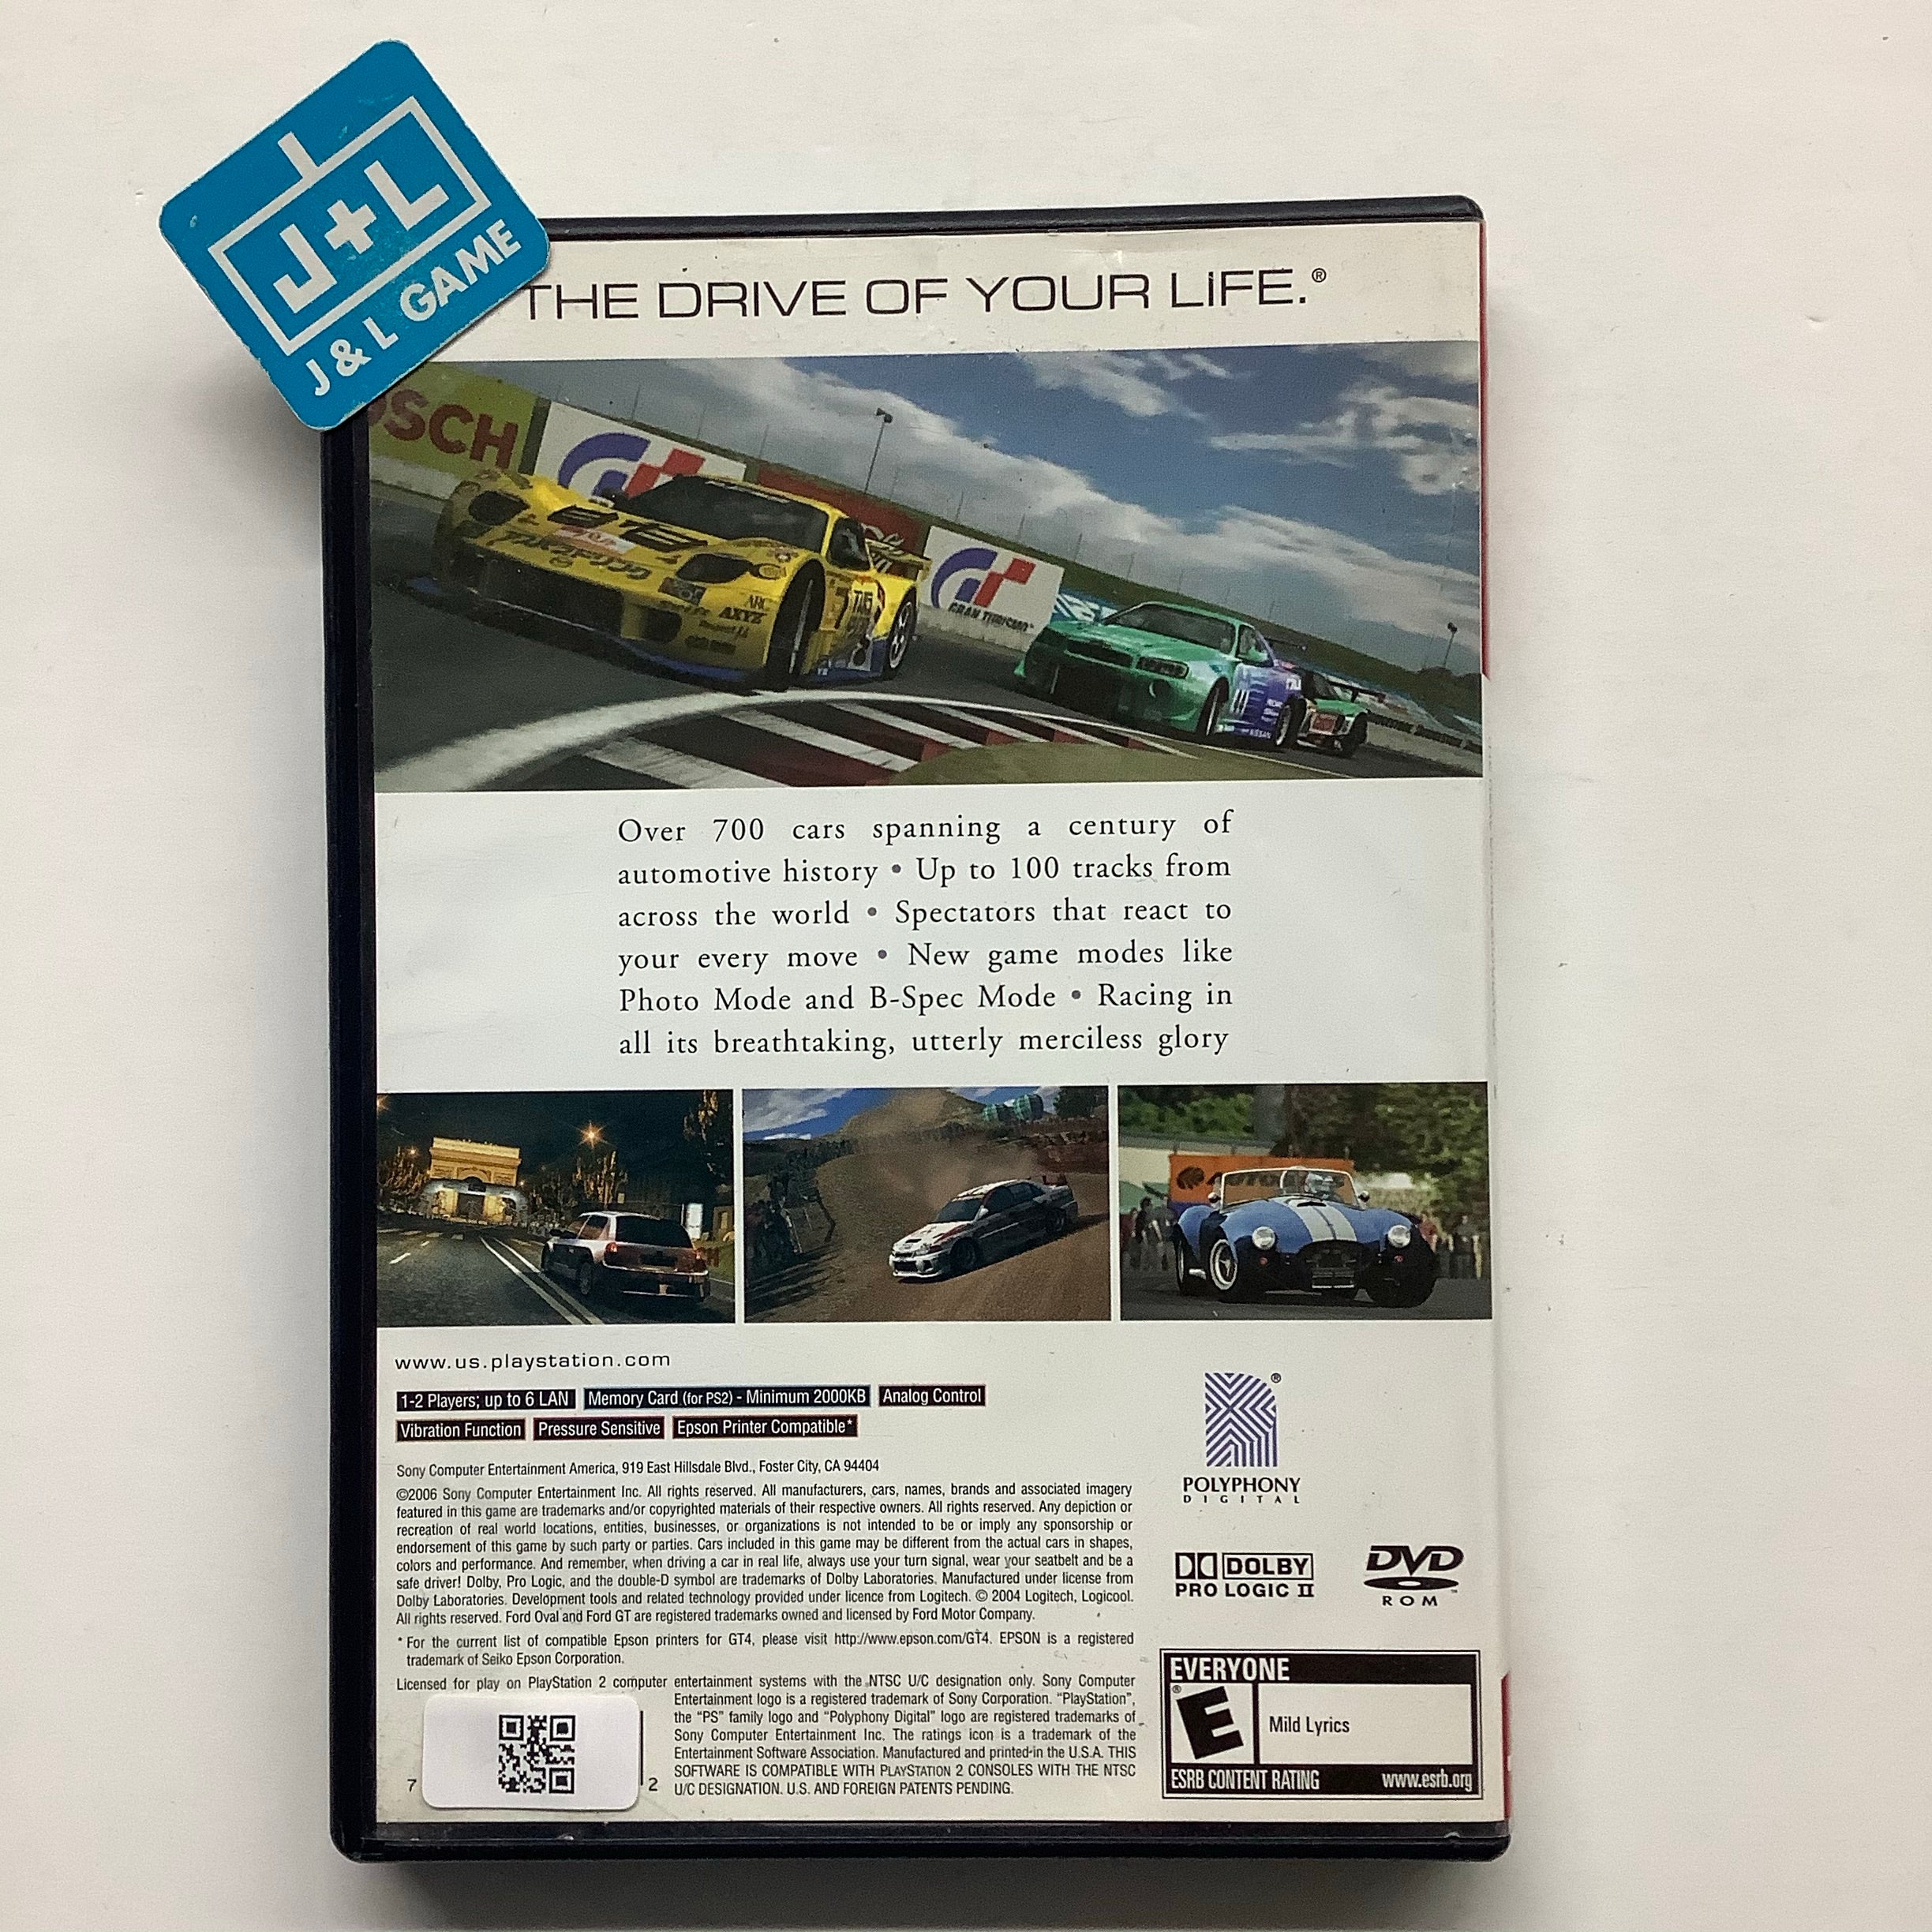 J+L
J & L GAME
THE DRIVE OF YOUR LIFE.®
OSCH
GRAN TURISMO
AXYZ
ARC
NISSAN
Over 700 cars spanning a century of
automotive history • Up to 100 tracks from
across the world • Spectators that react to
your every move • New game modes like
Photo Mode and B-Spec Mode • Racing in
all its breathtaking, utterly merciless glory
www.us.playstation.com
1-2 Players; up to 6 LAN Memory Card (for PS2) - Minimum 2000KB Analog Control
Vibration Function Pressure Sensitive Epson Printer Compatible*
Sony Computer Entertainment America, 919 East Hillsdale Blvd., Foster City, CA 94404
©2006 Sony Computer Entertainment Inc. All rights reserved. All manufacturers, cars, names, brands and associated imagery
featured in this game are trademarks and/or copyrighted materials of their respective owners. All rights reserved. Any depiction or
recreation of real world locations, entities, businesses, or organizations is not intended to be or imply any sponsorship or
endorsement of this game by such party or parties. Cars included in this game may be different from the actual cars in shapes,
colors and performance. And remember, when driving a car in real life, always use your turn signal, wear your seatbelt and be a
safe driver! Dolby, Pro Logic, and the double-D symbol are trademarks of Dolby Laboratories. Manufactured under license from
Dolby Laboratories. Development tools and related technology provided under licence from Logitech. © 2004 Logitech, Logicool.
All rights reserved. Ford Oval and Ford GT are registered trademarks owned and licensed by Ford Motor Company.
* For the current list of compatible Epson printers for GT4, please visit http://www.epson.com/GT4. EPSON is a registered
trademark of Seiko Epson Corporation.
Licensed for play on PlayStation 2 computer entertainment systems with the NTSC U/C designation only. Sony Computer
Entertainment logo is a registered trademark of Sony Corporation. “PlayStation”,
the “PS” family logo and “Polyphony Digital” logo are registered trademarks of
Sony Computer Entertainment Inc. The ratings icon is a trademark of the
Entertainment Software Association. Manufactured and printed in the U.S.A. THIS
SOFTWARE IS COMPATIBLE WITH PLAYSTATION 2 CONSOLES WITH THE NTSC
U/C DESIGNATION. U.S. AND FOREIGN PATENTS PENDING.
7 2
®
POLYPHONY
DIGITAL
DOLBY
PRO LOGIC II
DVD
ROM
EVERYONE
E
®
Mild Lyrics
ESRB CONTENT RATING www.esrb.org